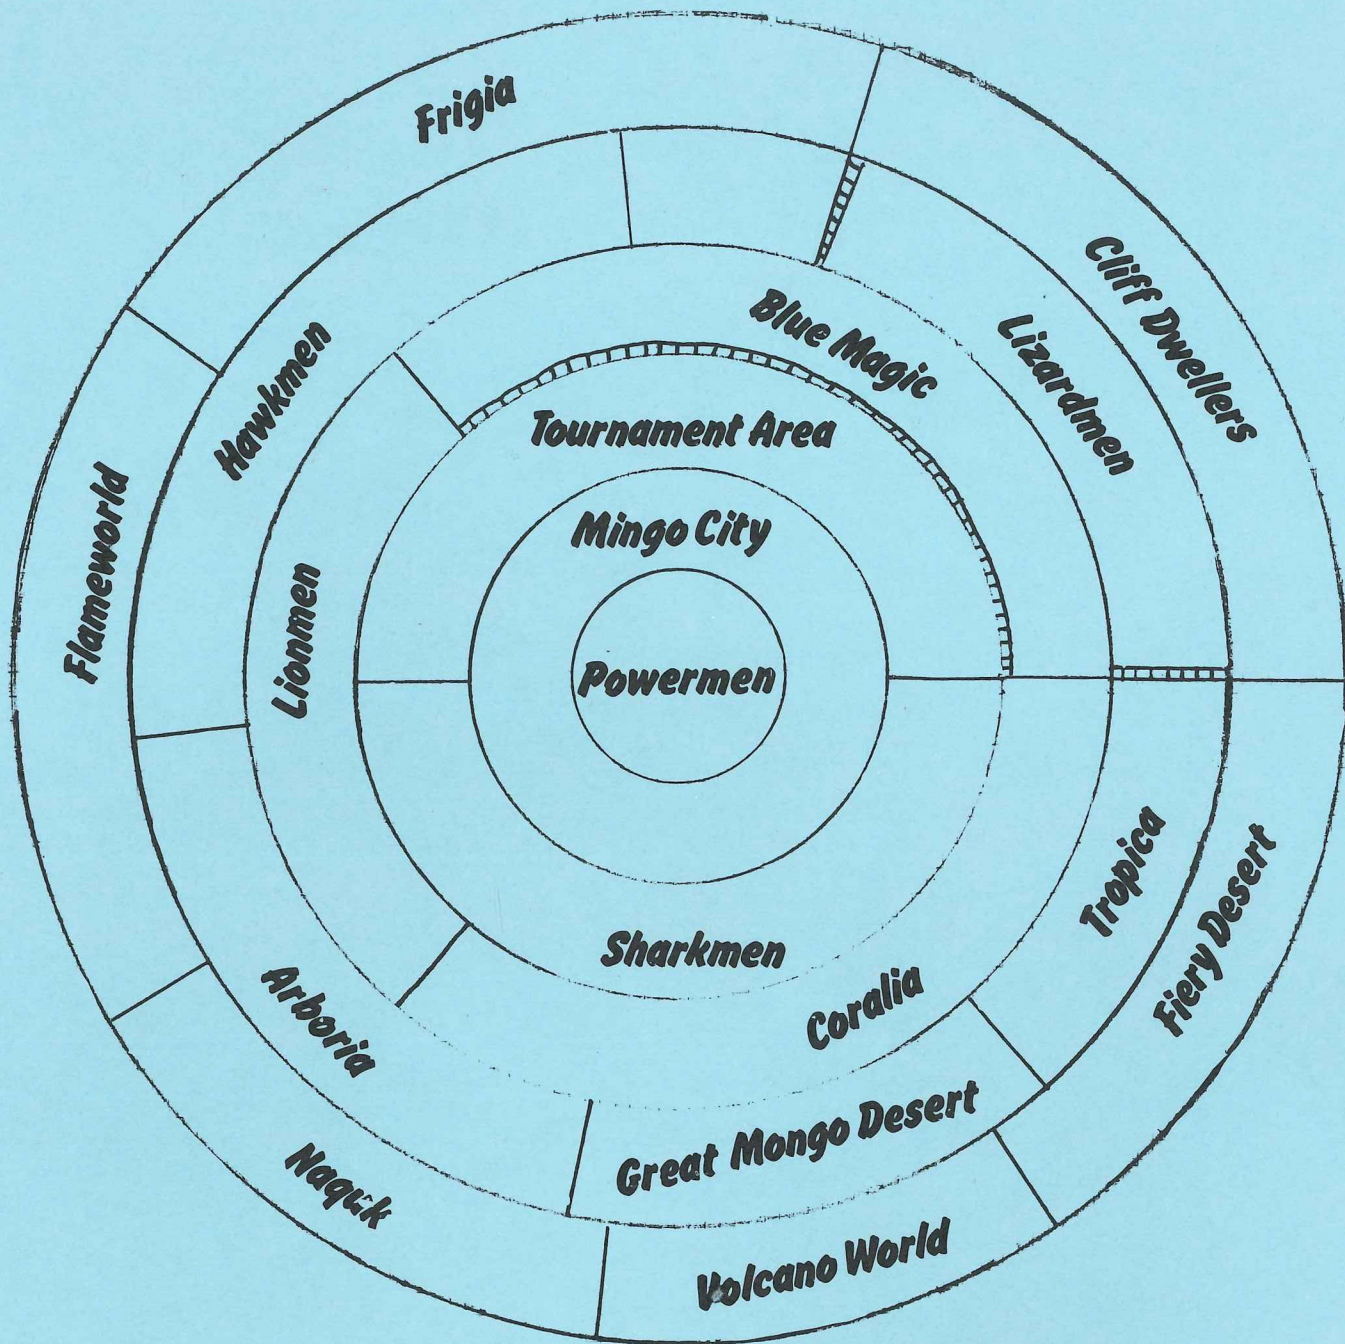 Frigia
Cliff Dwellers
Blue Magic
Lizardmen
Hawkmen
Tournament Area
Flameworld
Mingo City
Lionmen
Powermen
Tropica
Fiery Desert
Sharkmen
Coralia
Arboria
Great Mongo Desert
Naquk
Volcano World